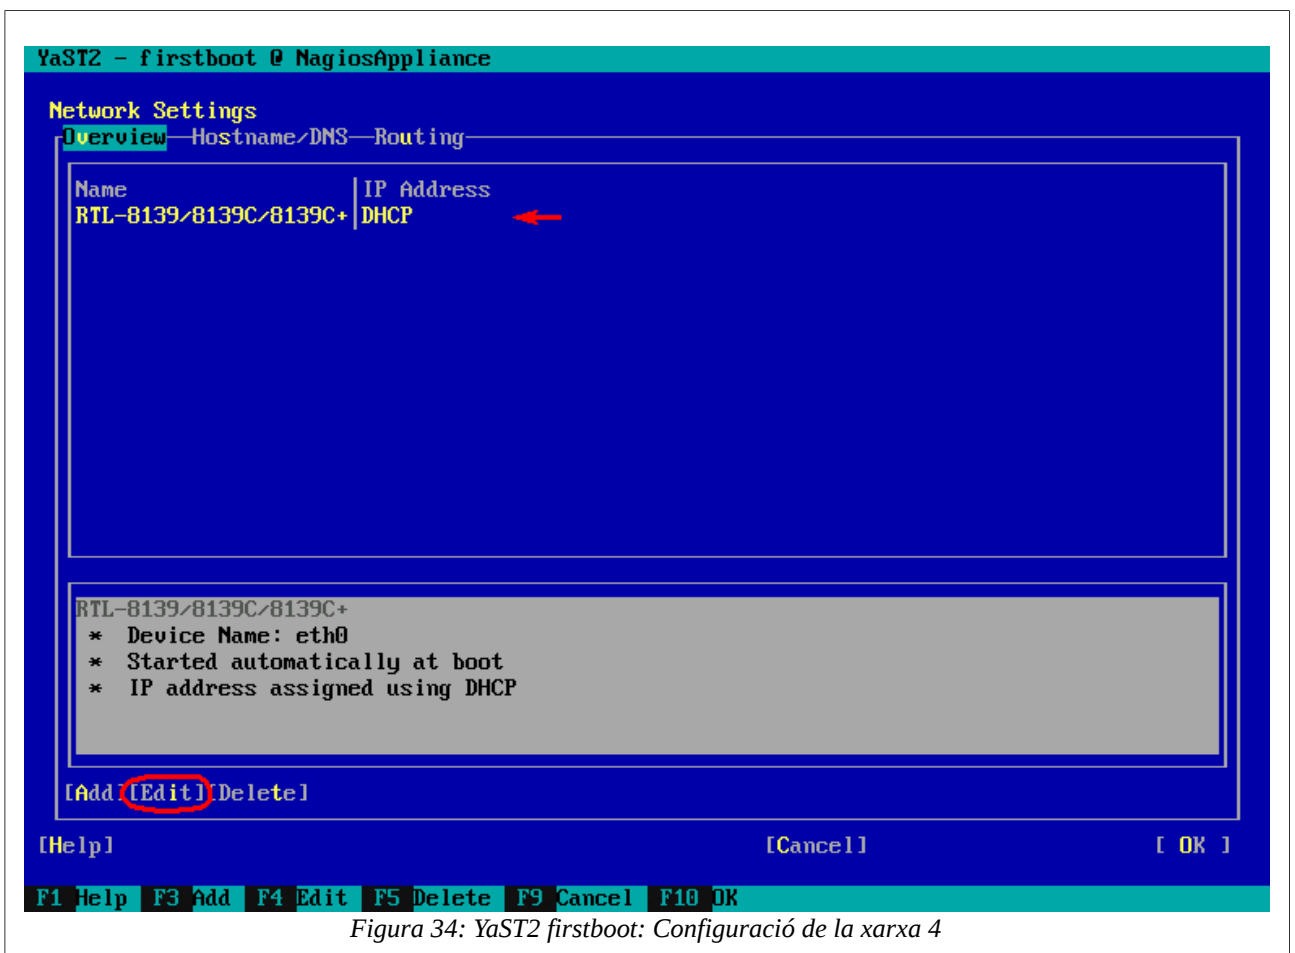 YaST2 - firstboot @ NagiosAppliance
Network Settings
Overview Hostname/DNS Routing
Name IP Address
RTL-8139/8139C/8139C+ DHCP
RTL-8139/8139C/8139C+
* Device Name: eth0
* Started automatically at boot
* IP address assigned using DHCP
[Add][Edit][Delete]
[Help] [Cancel] [ OK ]
F1 Help F3 Add F4 Edit F5 Delete F9 Cancel F10 OK
Figura 34: YaST2 firstboot: Configuració de la xarxa 4